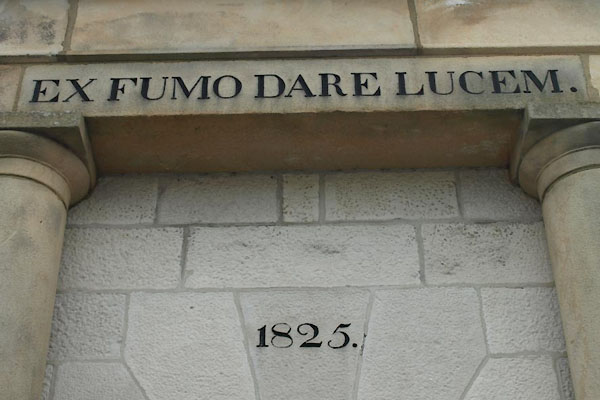 EX FUMO DARE LUCEM.
1825.